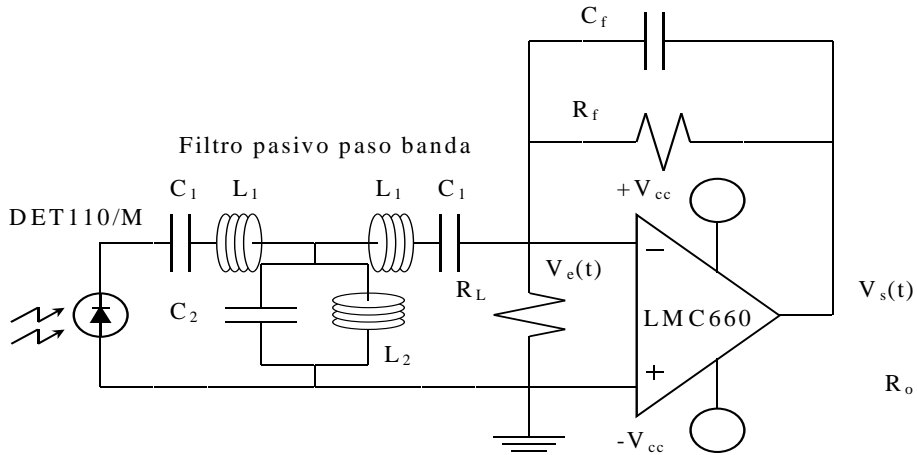 C f
R f
Filtro pasivo paso banda
C 1
L 1
L 1
C 1
+V cc
DET110/M
V e(t)
R L
V s(t)
C 2
LMC660
L 2
R o
-V cc